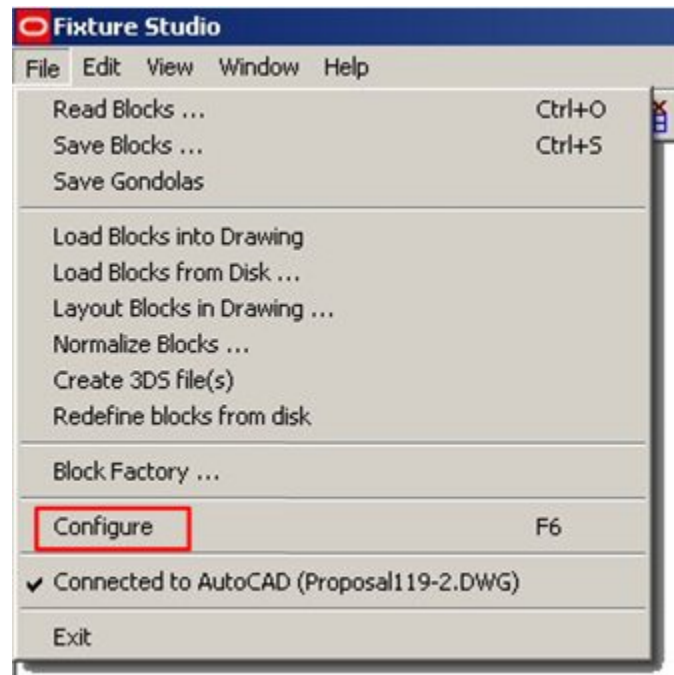 Fixture Studio
File Edit View Window Help
Read Blocks ... Ctrl+O
Save Blocks ... Ctrl+S
Save Gondolas
Load Blocks into Drawing
Load Blocks from Disk ...
Layout Blocks in Drawing ...
Normalize Blocks ...
Create 3DS file(s)
Redefine blocks from disk
Block Factory ...
Configure F6
Connected to AutoCAD (Proposal119-2.DWG)
Exit